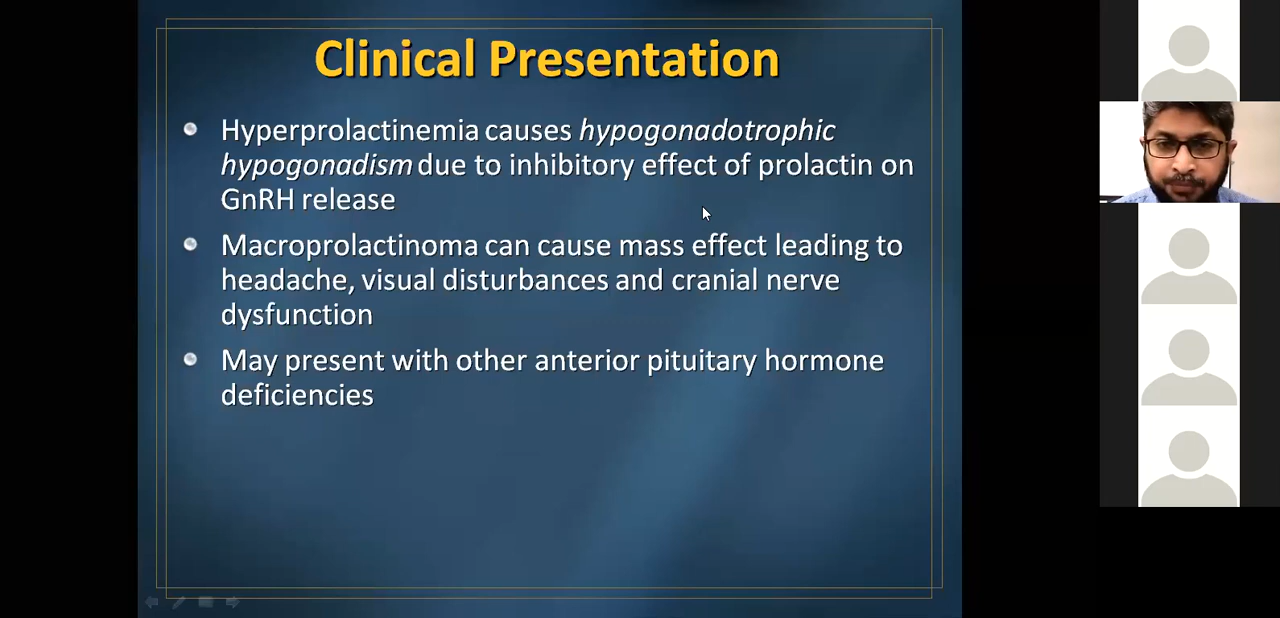 Clinical Presentation
Hyperprolactinemia causes hypogonadotrophic
hypogonadism due to inhibitory effect of prolactin on
GnRH release
Macroprolactinoma can cause mass effect leading to
headache, visual disturbances and cranial nerve
dysfunction
May present with other anterior pituitary hormone
deficiencies